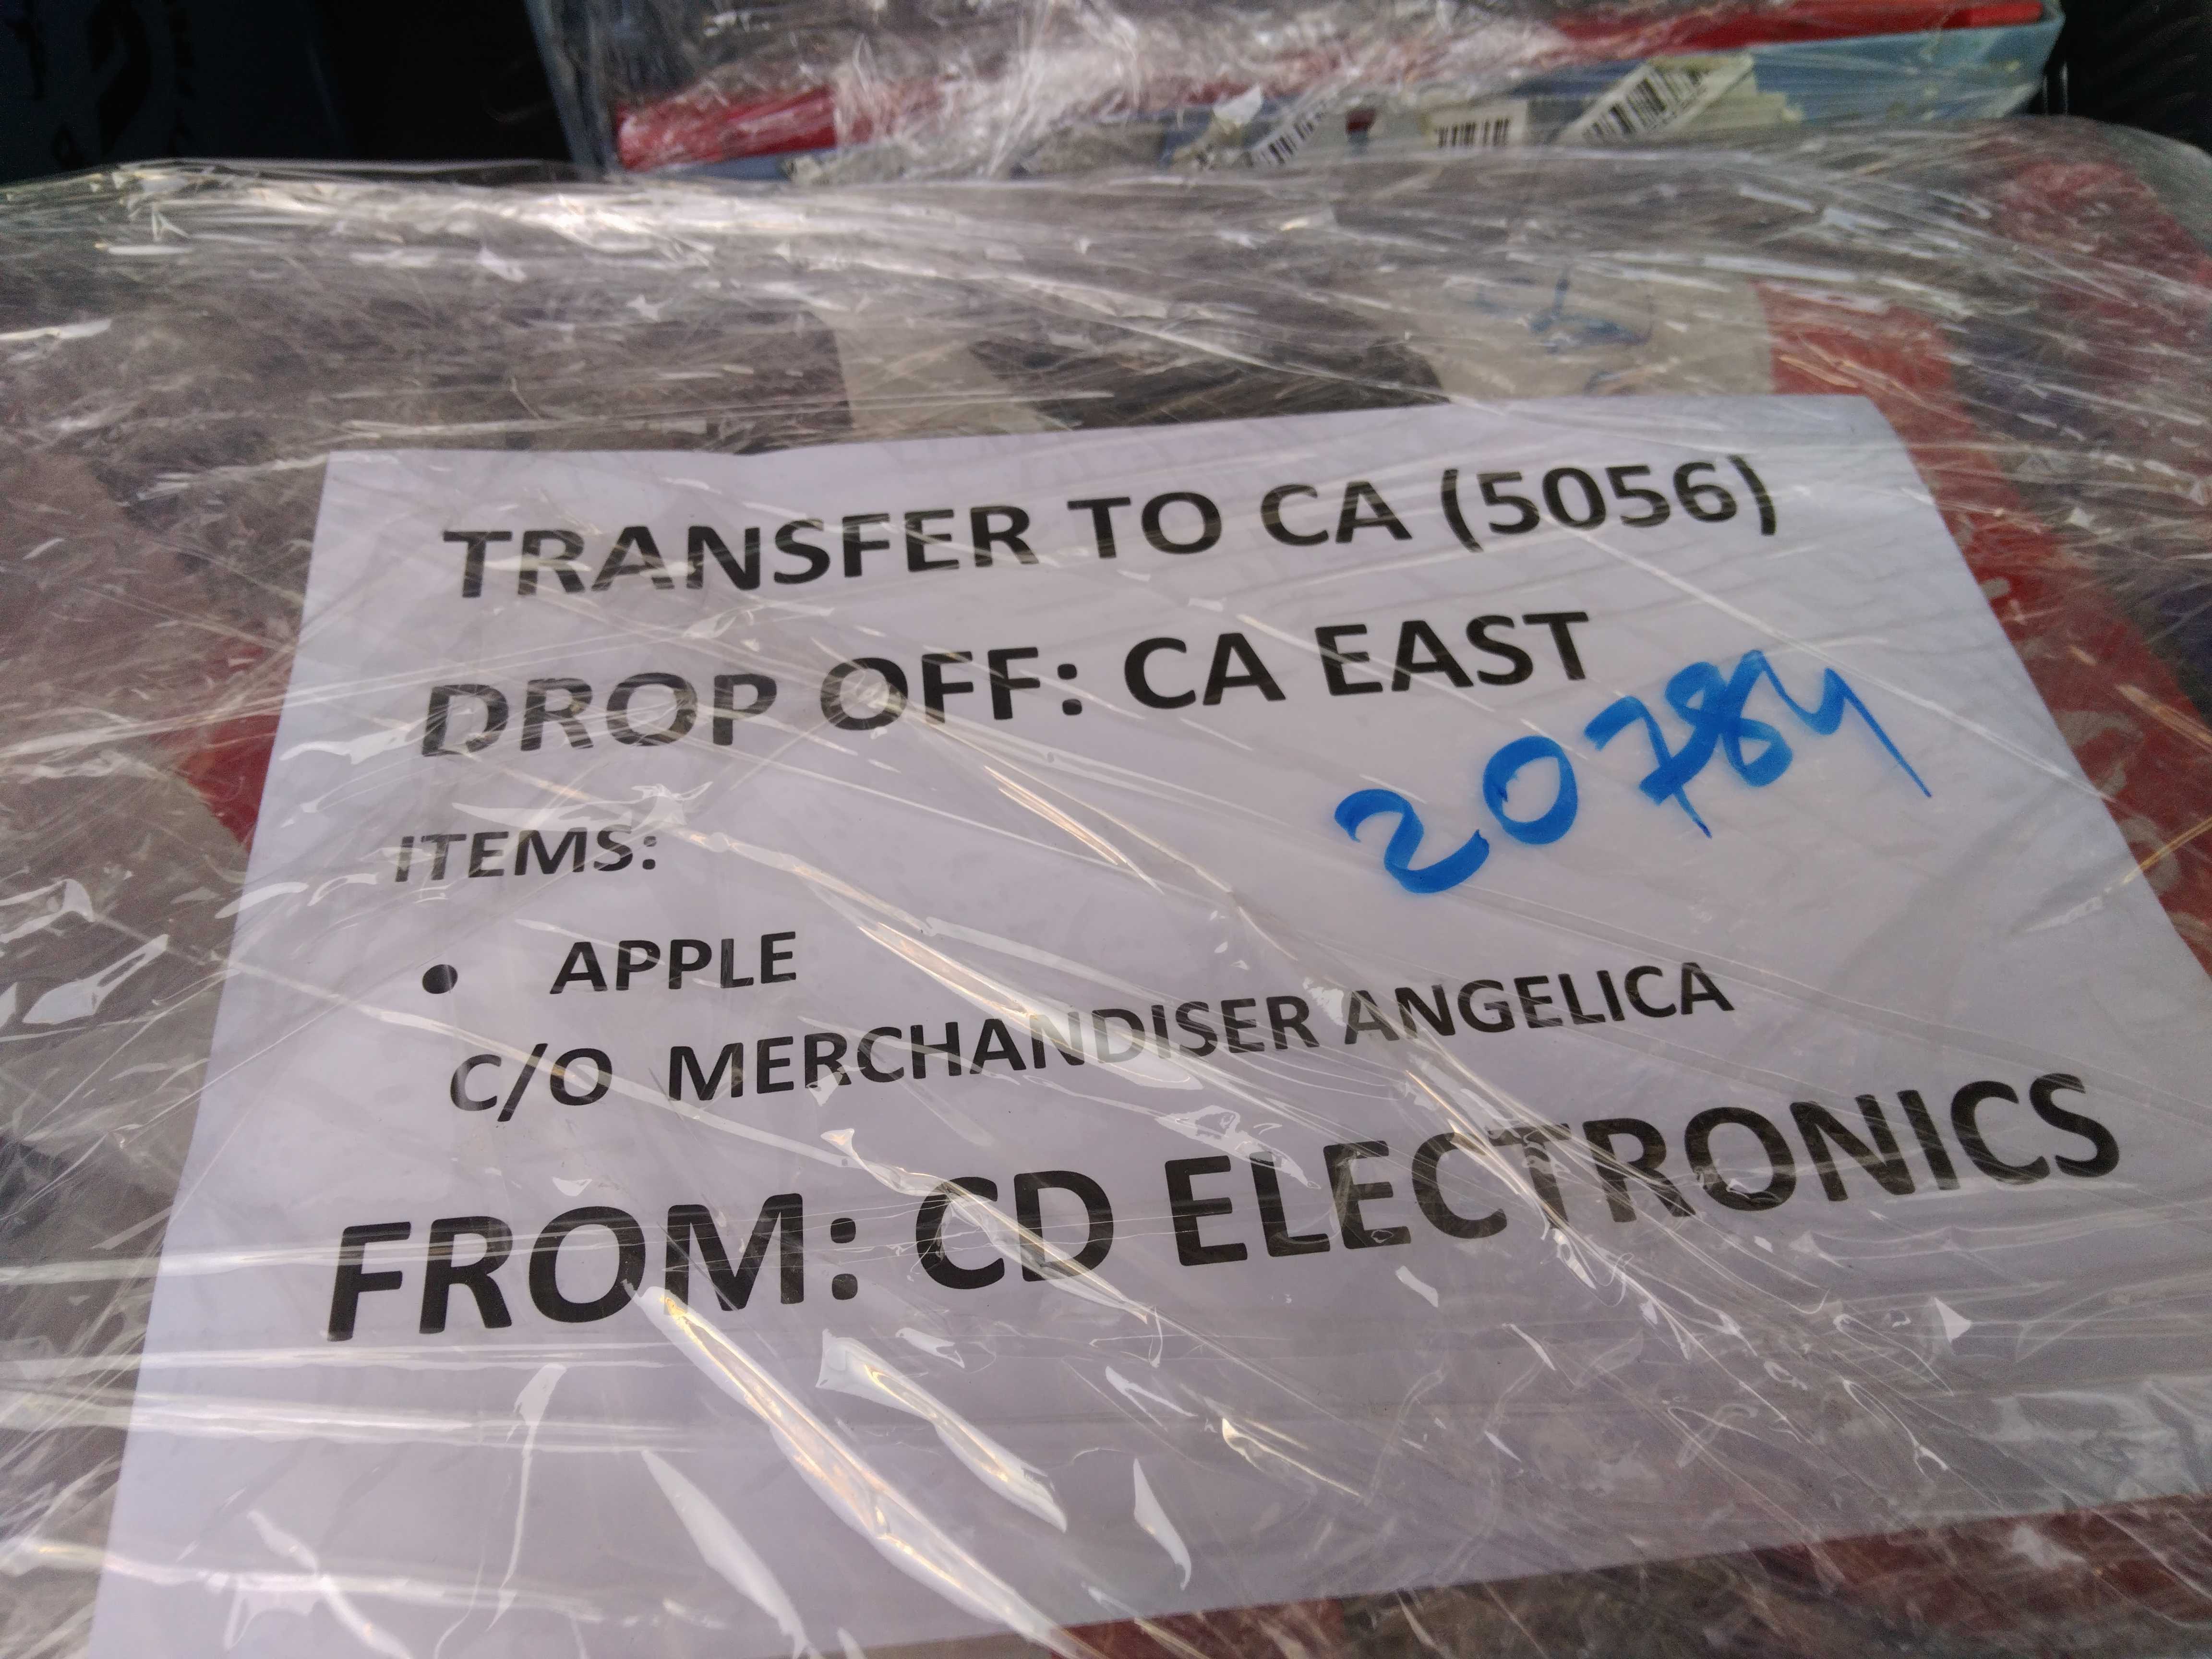 TRANSFER TO CA (5056)
DROP OFF: CA EAST
20784
ITEMS:
• APPLE
C/O MERCHANDISER ANGELICA
FROM: CD ELECTRONICS